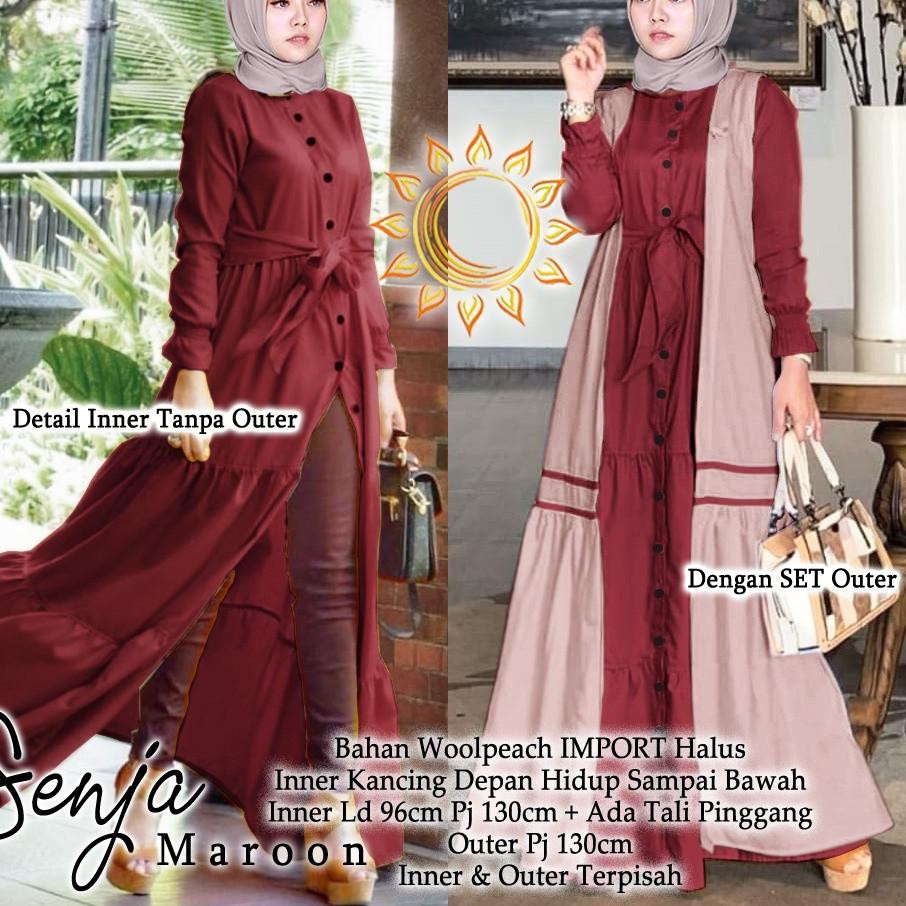 Detail Inner Tanpa Outer
Dengan SET Outer
Senja
Maroon
Bahan Woolpeach IMPORT Halus
Inner Kancing Depan Hidup Sampai Bawah
Inner Ld 96cm Pj 130cm + Ada Tali Pinggang
Outer Pj 130cm
Inner & Outer Terpisah